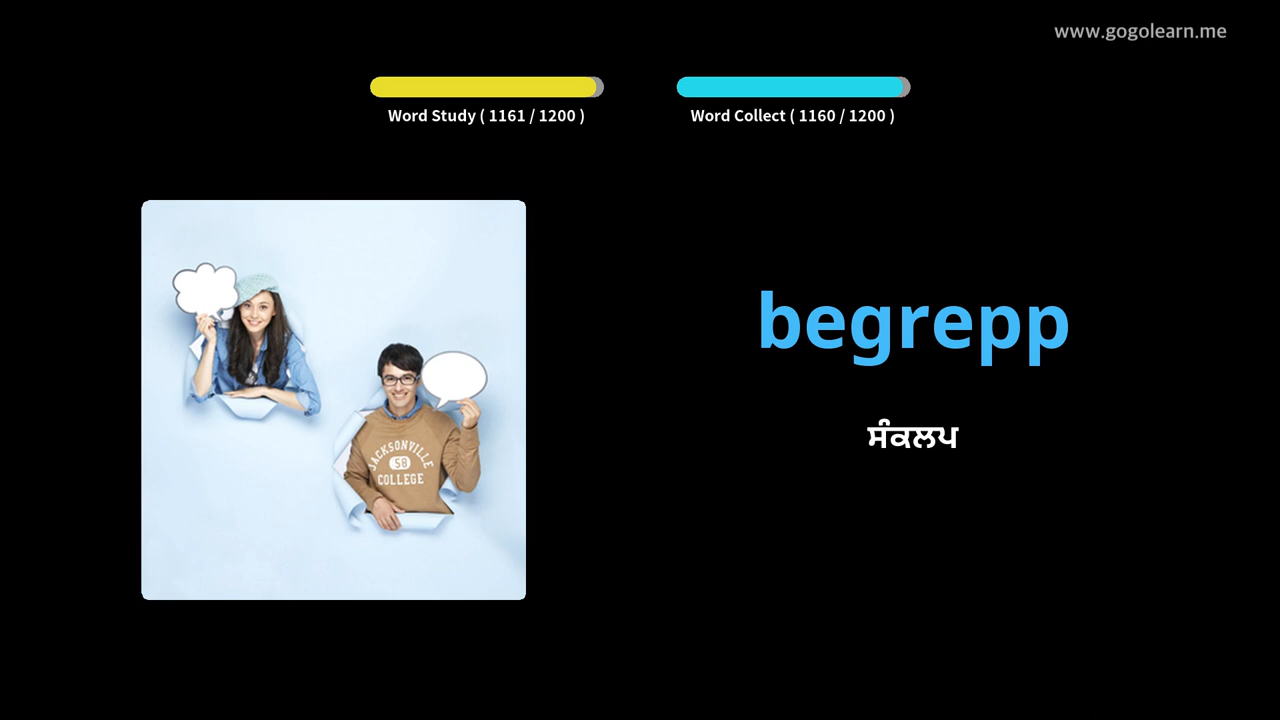 www.gogolearn.me
Word Study ( 1161 / 1200 )
Word Collect ( 1160 / 1200 )
JACKSONVILLE
58
COLLEGE
begrepp
ਸੰਕਲਪ